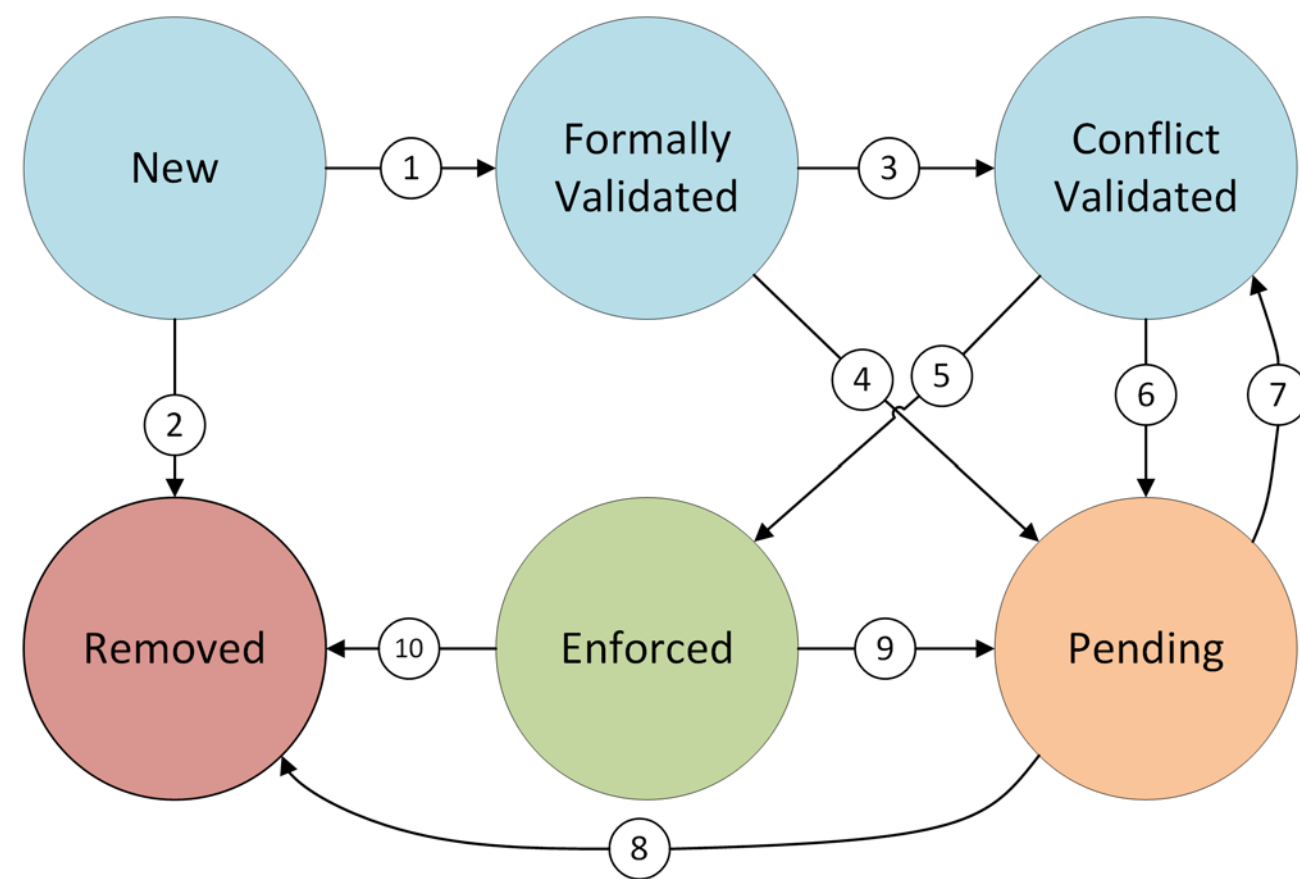 New
1
Formally
Validated
3
Conflict
Validated
2
4
5
6
7
Removed
10
Enforced
9
Pending
8